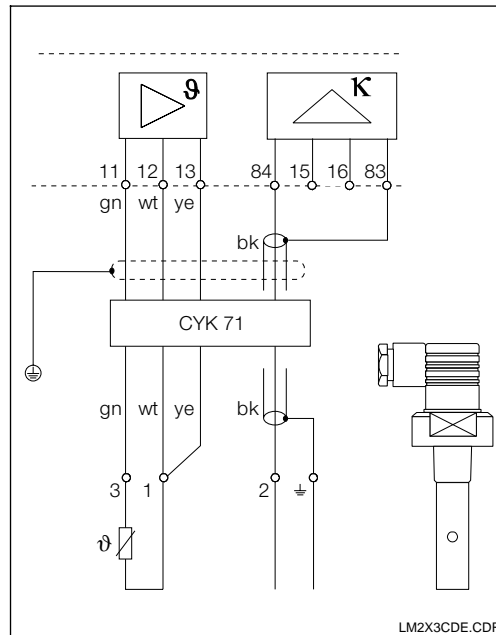 ϑ κ
11 12 13 84 15 16 83
gn wt ye
bk
CYK 71
gn wt ye bk
3 1 2
ϑ
LM2X3CDE.CDR